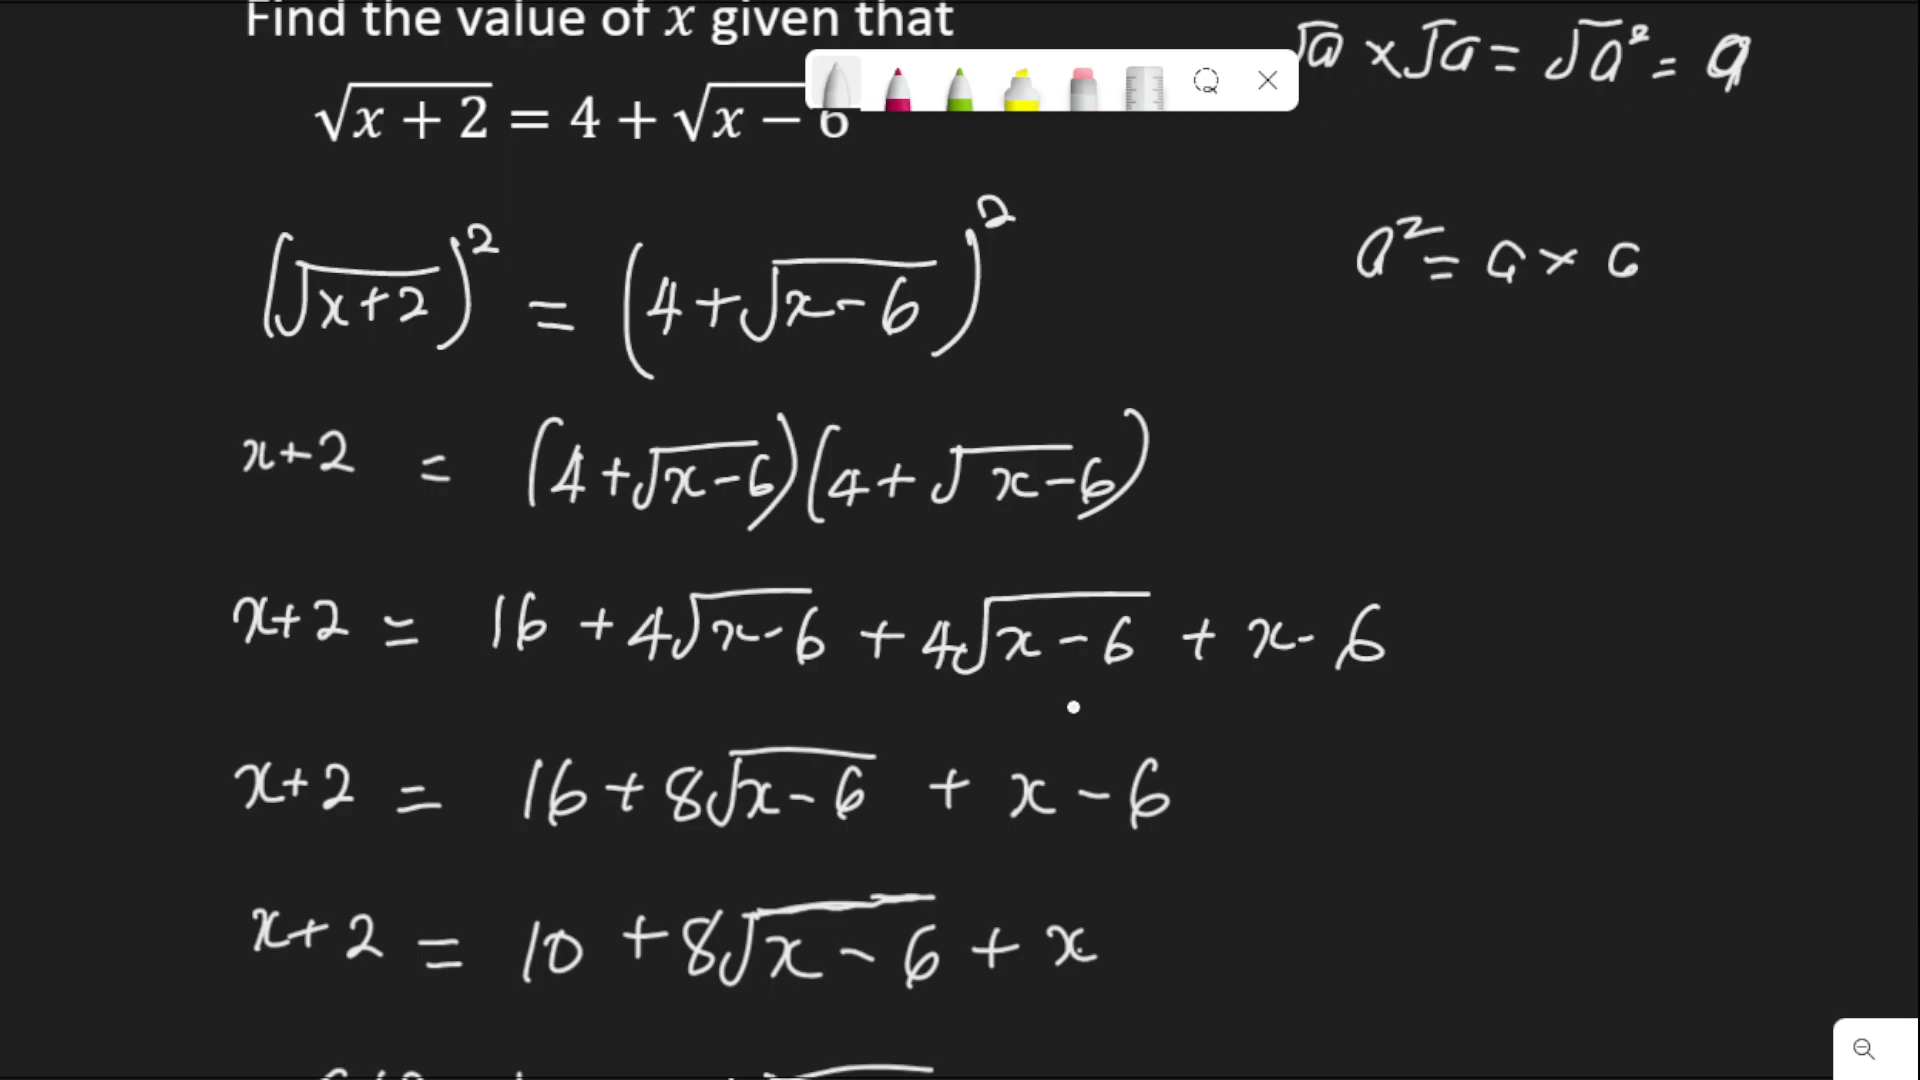 Find the value of x given that
√(x + 2) = 4 + √(x − 6)
√a × √a = √a² = a
a² = a × a
(√(x+2))² = (4+√(x−6))²
x+2 = (4+√(x−6))(4+√(x−6))
x+2 = 16 + 4√(x−6) + 4√(x−6) + x−6
x+2 = 16 + 8√(x−6) + x − 6
x+2 = 10 + 8√(x−6) + x